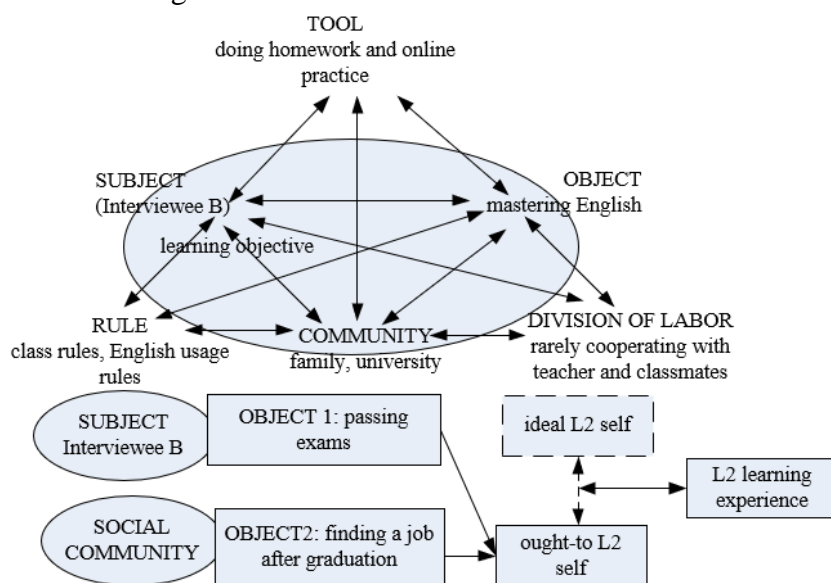 TOOL
doing homework and online
practice
SUBJECT
(Interviewee B)
OBJECT
mastering English
learning objective
RULE
class rules, English usage
rules
COMMUNITY
family, university
DIVISION OF LABOR
rarely cooperating with
teacher and classmates
SUBJECT
Interviewee B
OBJECT 1: passing
exams
ideal L2 self
L2 learning
experience
SOCIAL
COMMUNITY
OBJECT2: finding a job
after graduation
ought-to L2
self